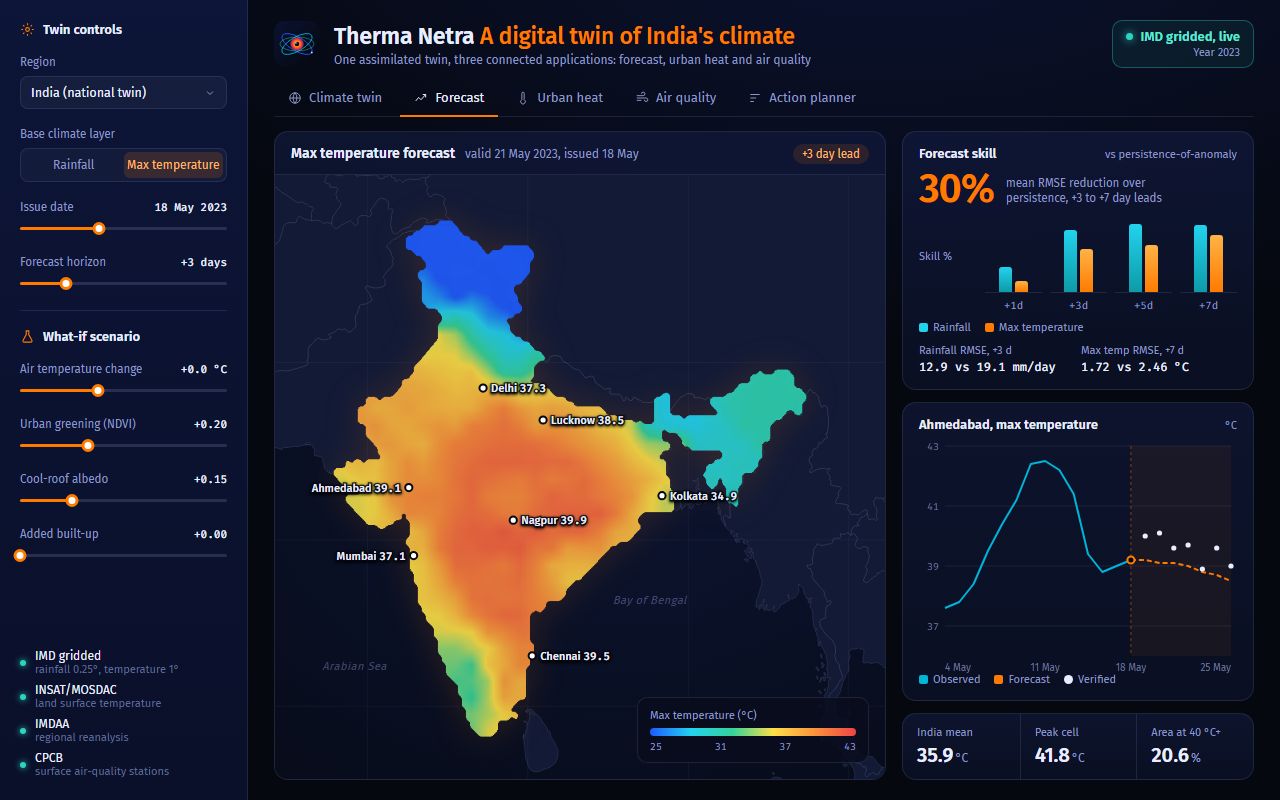 Twin controls
Region
India (national twin)
Base climate layer
Rainfall
Max temperature
Issue date 18 May 2023
Forecast horizon +3 days
What-if scenario
Air temperature change +0.0 °C
Urban greening (NDVI) +0.20
Cool-roof albedo +0.15
Added built-up +0.00
IMD gridded
rainfall 0.25°, temperature 1°
INSAT/MOSDAC
land surface temperature
IMDAA
regional reanalysis
CPCB
surface air-quality stations
Therma Netra A digital twin of India's climate
One assimilated twin, three connected applications: forecast, urban heat and air quality
IMD gridded, live
Year 2023
Climate twin
Forecast
Urban heat
Air quality
Action planner
Max temperature forecast valid 21 May 2023, issued 18 May
+3 day lead
Delhi 37.3
Lucknow 38.5
Ahmedabad 39.1
Kolkata 34.9
Nagpur 39.9
Mumbai 37.1
Bay of Bengal
Chennai 39.5
Arabian Sea
Max temperature (°C)
25 31 37 43
Forecast skill vs persistence-of-anomaly
30%
mean RMSE reduction over
persistence, +3 to +7 day leads
Skill %
+1d +3d +5d +7d
Rainfall Max temperature
Rainfall RMSE, +3 d
12.9 vs 19.1 mm/day
Max temp RMSE, +7 d
1.72 vs 2.46 °C
Ahmedabad, max temperature °C
43
41
39
37
4 May 11 May 18 May 25 May
Observed Forecast Verified
India mean
35.9 °C
Peak cell
41.8 °C
Area at 40 °C+
20.6 %